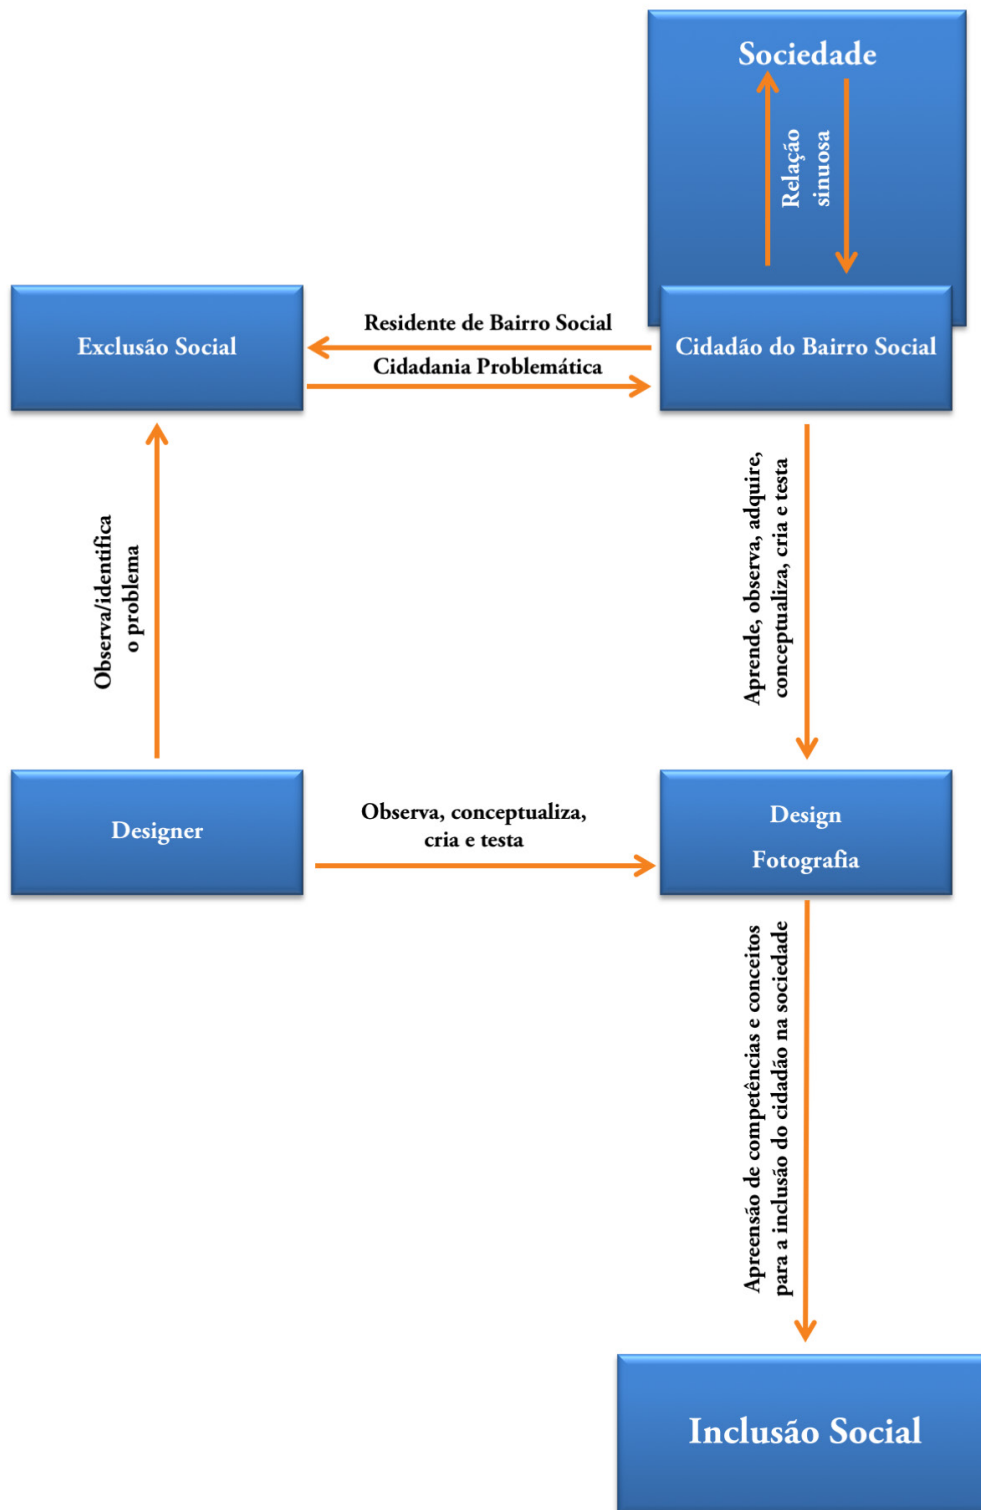 Sociedade
Relação
sinuosa
Residente de Bairro Social
Exclusão Social
Cidadão do Bairro Social
Cidadania Problemática
Observa/identifica
o problema
Aprende, observa, adquire,
conceptualiza, cria e testa
Designer
Observa, conceptualiza,
cria e testa
Design
Fotografia
Apreensão de competências e conceitos
para a inclusão do cidadão na sociedade
Inclusão Social